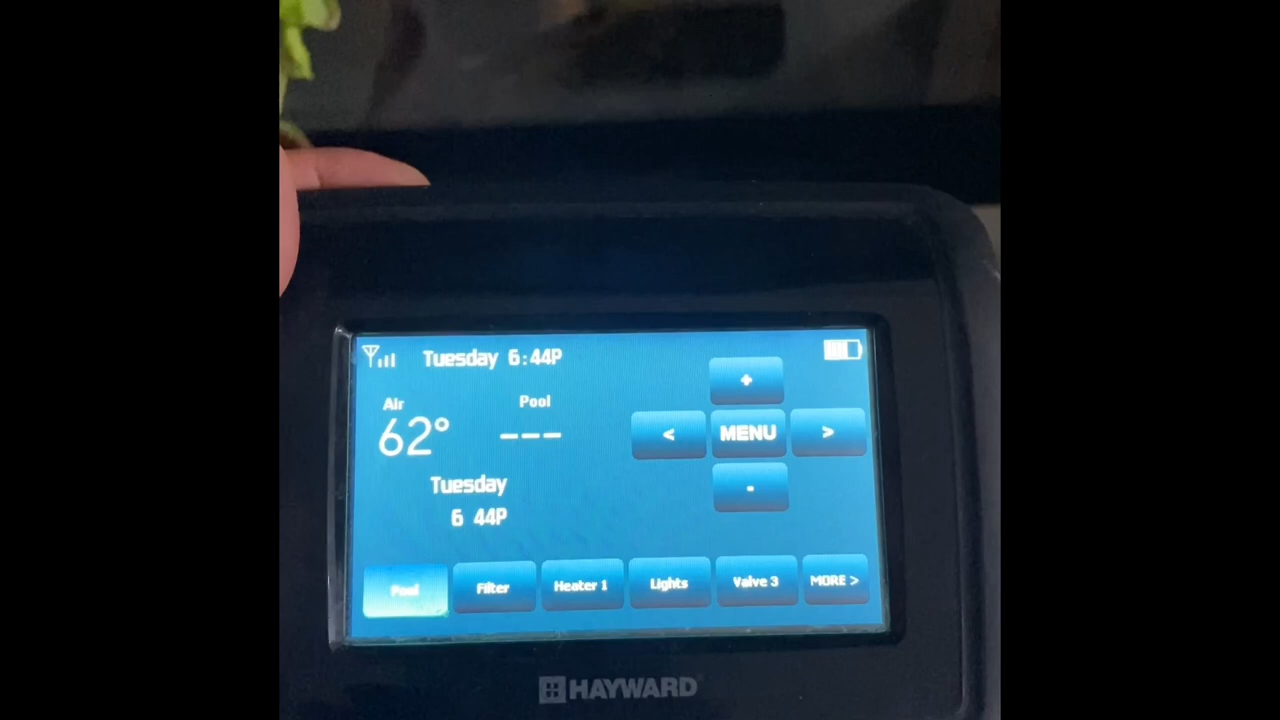 Tuesday 6:44P
Air
Pool
62°
---
+
< MENU >
-
Tuesday
6 44P
Pool Filter Heater 1 Lights Valve 3 MORE >
HAYWARD